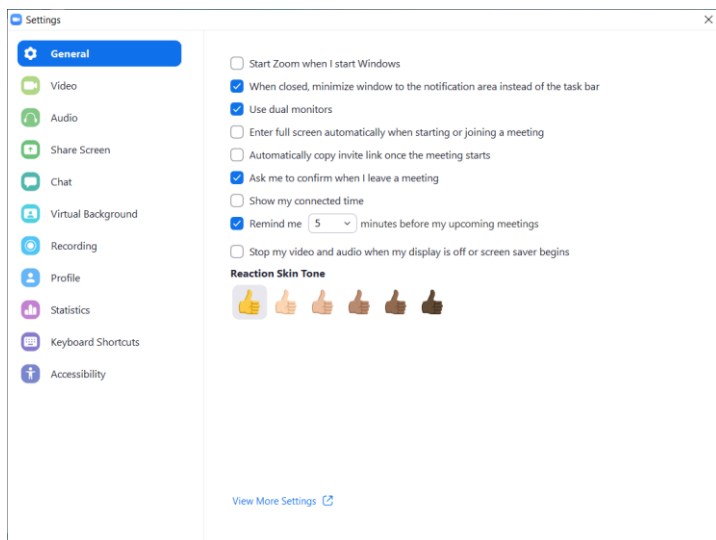 Settings
General
Video
Audio
Share Screen
Chat
Virtual Background
Recording
Profile
Statistics
Keyboard Shortcuts
Accessibility
Start Zoom when I start Windows
When closed, minimize window to the notification area instead of the task bar
Use dual monitors
Enter full screen automatically when starting or joining a meeting
Automatically copy invite link once the meeting starts
Ask me to confirm when I leave a meeting
Show my connected time
Remind me 5 minutes before my upcoming meetings
Stop my video and audio when my display is off or screen saver begins
Reaction Skin Tone
View More Settings